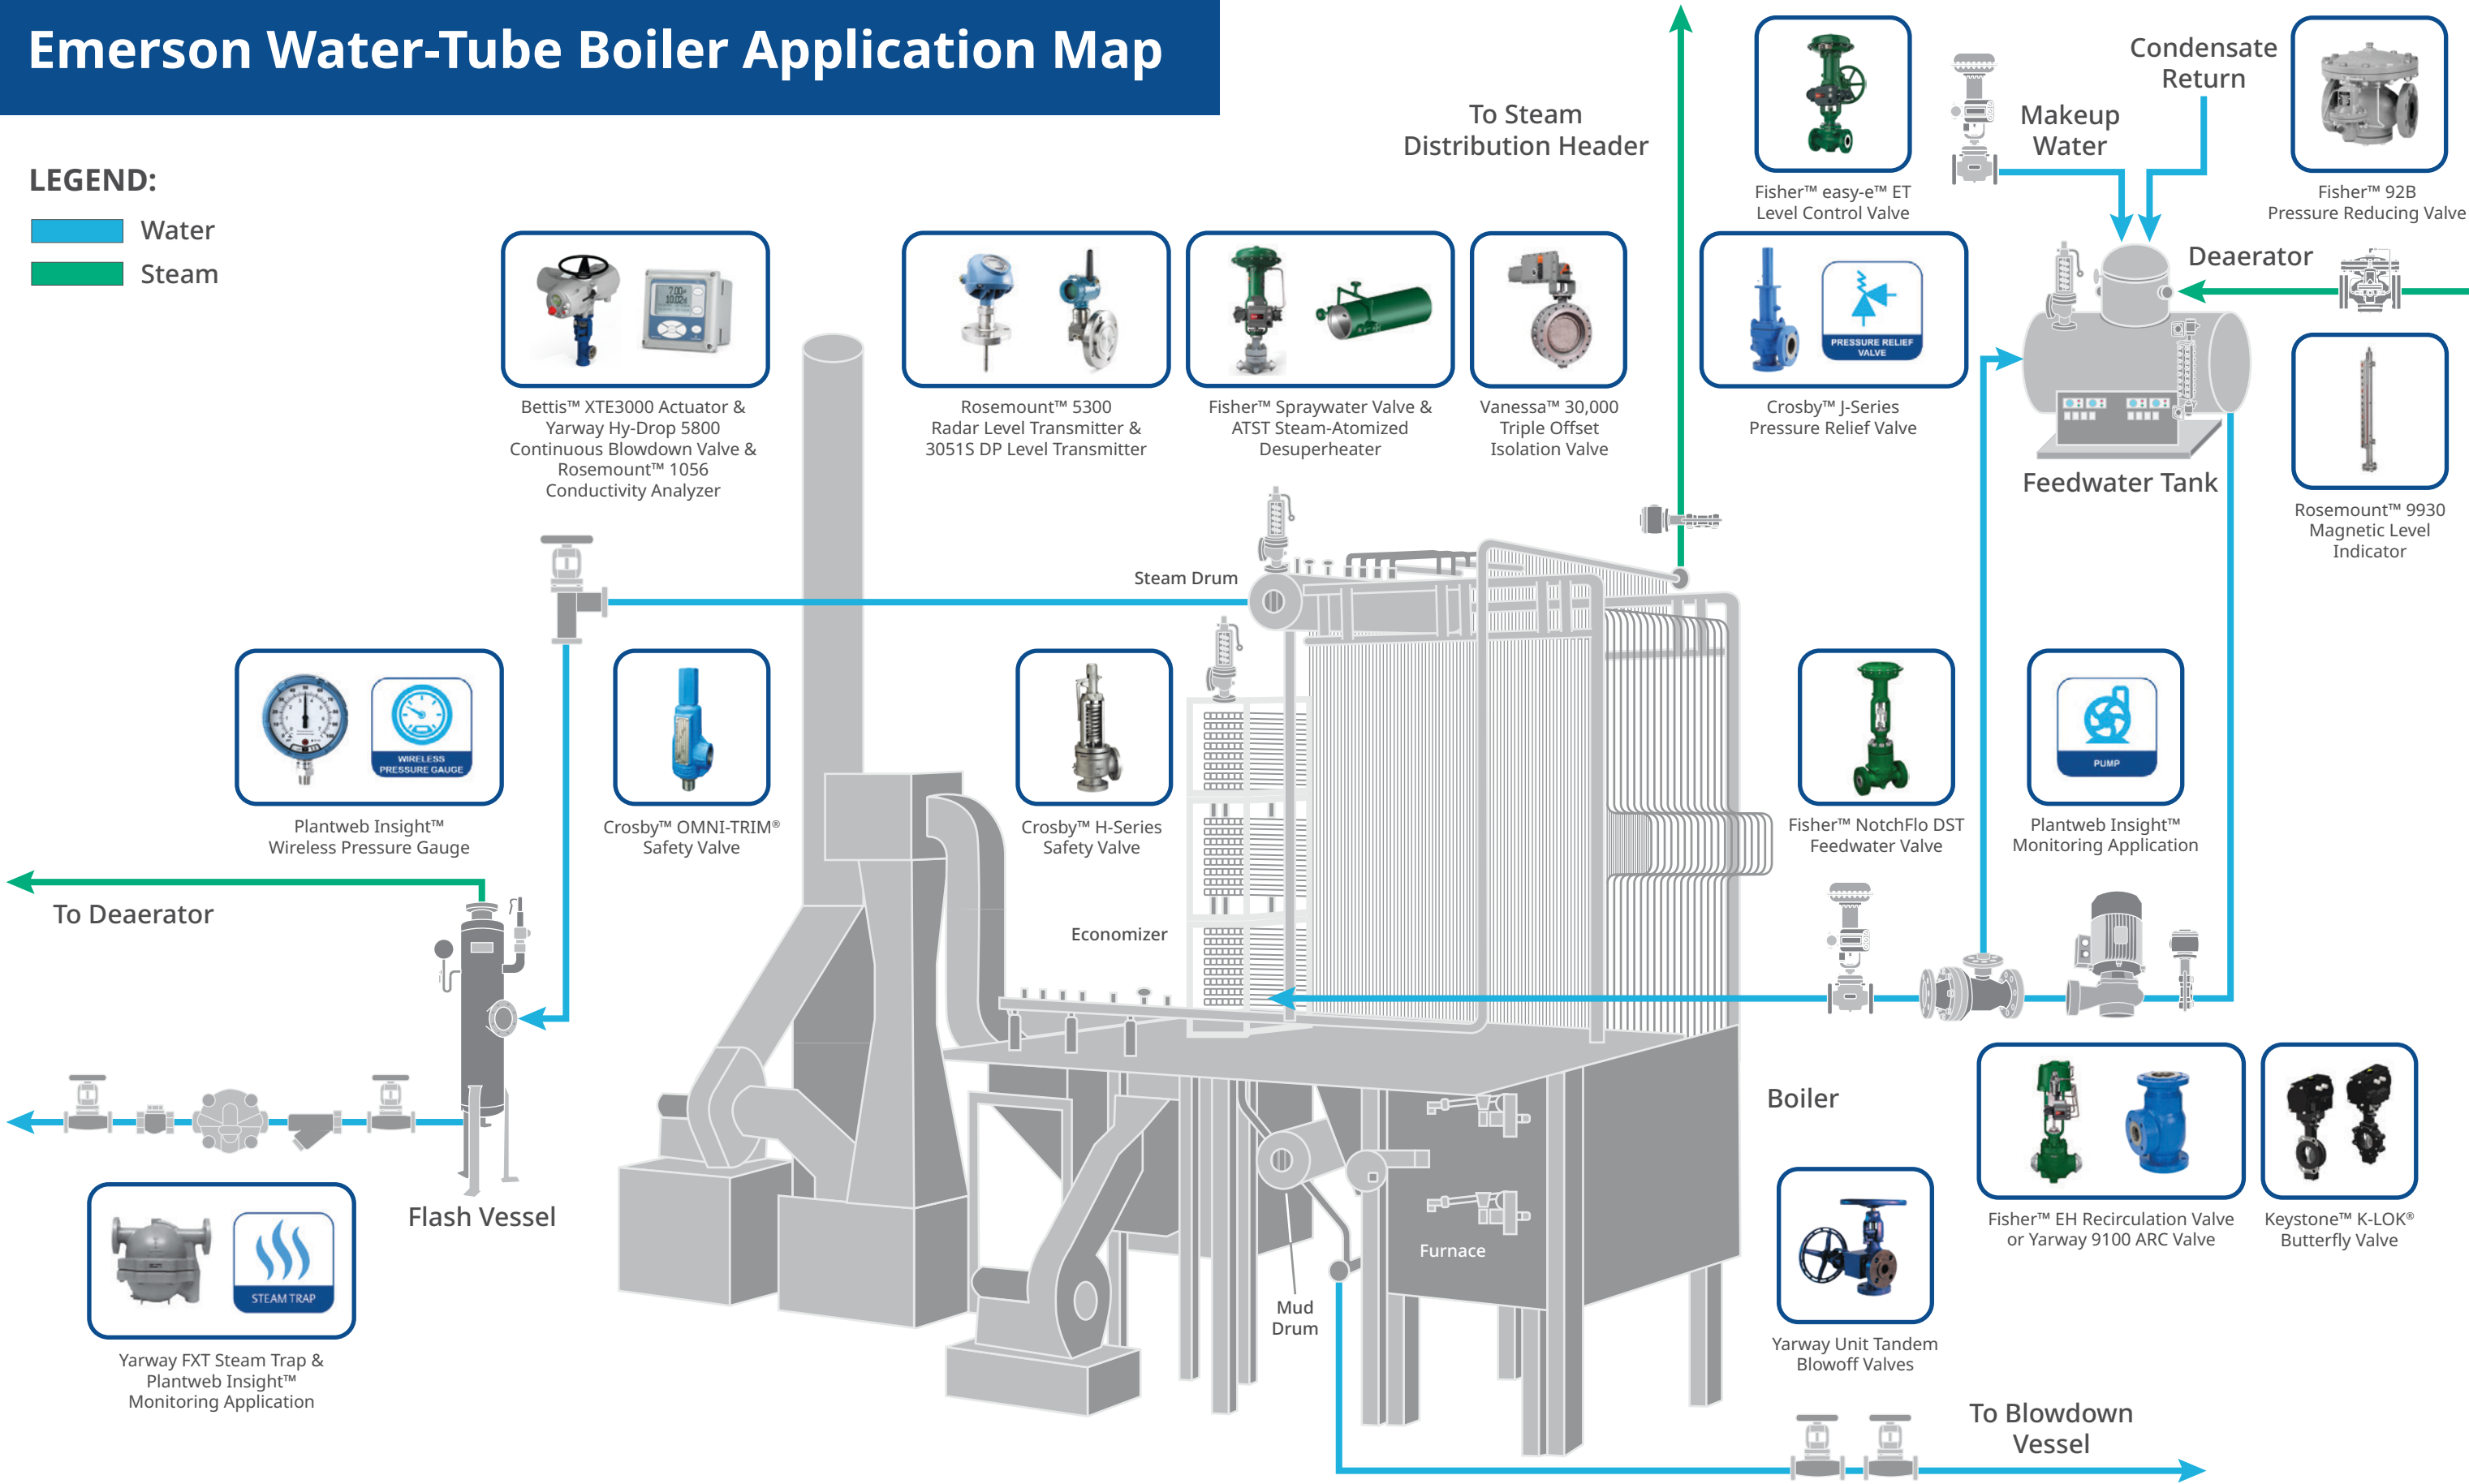 Emerson Water-Tube Boiler Application Map
LEGEND:
Water
Steam
To Steam
Distribution Header
Fisher™ easy-e™ ET
Level Control Valve
Makeup
Water
Condensate
Return
Fisher™ 92B
Pressure Reducing Valve
Deaerator
Bettis™ XTE3000 Actuator &
Yarway Hy-Drop 5800
Continuous Blowdown Valve &
Rosemount™ 1056
Conductivity Analyzer
Rosemount™ 5300
Radar Level Transmitter &
3051S DP Level Transmitter
Fisher™ Spraywater Valve &
ATST Steam-Atomized
Desuperheater
Vanessa™ 30,000
Triple Offset
Isolation Valve
PRESSURE RELIEF
VALVE
Crosby™ J-Series
Pressure Relief Valve
Feedwater Tank
Rosemount™ 9930
Magnetic Level
Indicator
Steam Drum
WIRELESS
PRESSURE GAUGE
Plantweb Insight™
Wireless Pressure Gauge
Crosby™ OMNI-TRIM®
Safety Valve
Crosby™ H-Series
Safety Valve
Fisher™ NotchFlo DST
Feedwater Valve
PUMP
Plantweb Insight™
Monitoring Application
To Deaerator
Economizer
Flash Vessel
STEAM TRAP
Yarway FXT Steam Trap &
Plantweb Insight™
Monitoring Application
Boiler
Furnace
Mud
Drum
Fisher™ EH Recirculation Valve
or Yarway 9100 ARC Valve
Keystone™ K-LOK®
Butterfly Valve
Yarway Unit Tandem
Blowoff Valves
To Blowdown
Vessel